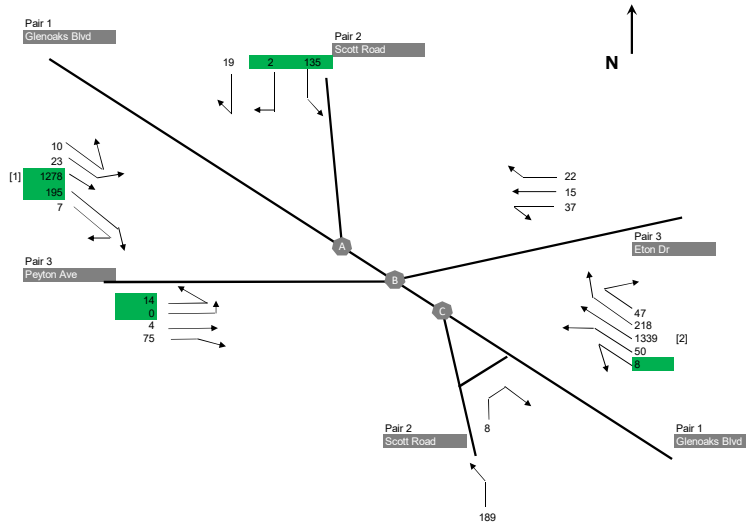 Pair 1
Glenoaks Blvd
Pair 2
Scott Road
N
19 2 135
10
23
[1] 1278
195
7
22
15
37
A
Pair 3
Eton Dr
Pair 3
Peyton Ave
B
14
0
4
75
C
47
218
1339 [2]
50
8
8
Pair 2
Scott Road
Pair 1
Glenoaks Blvd
189